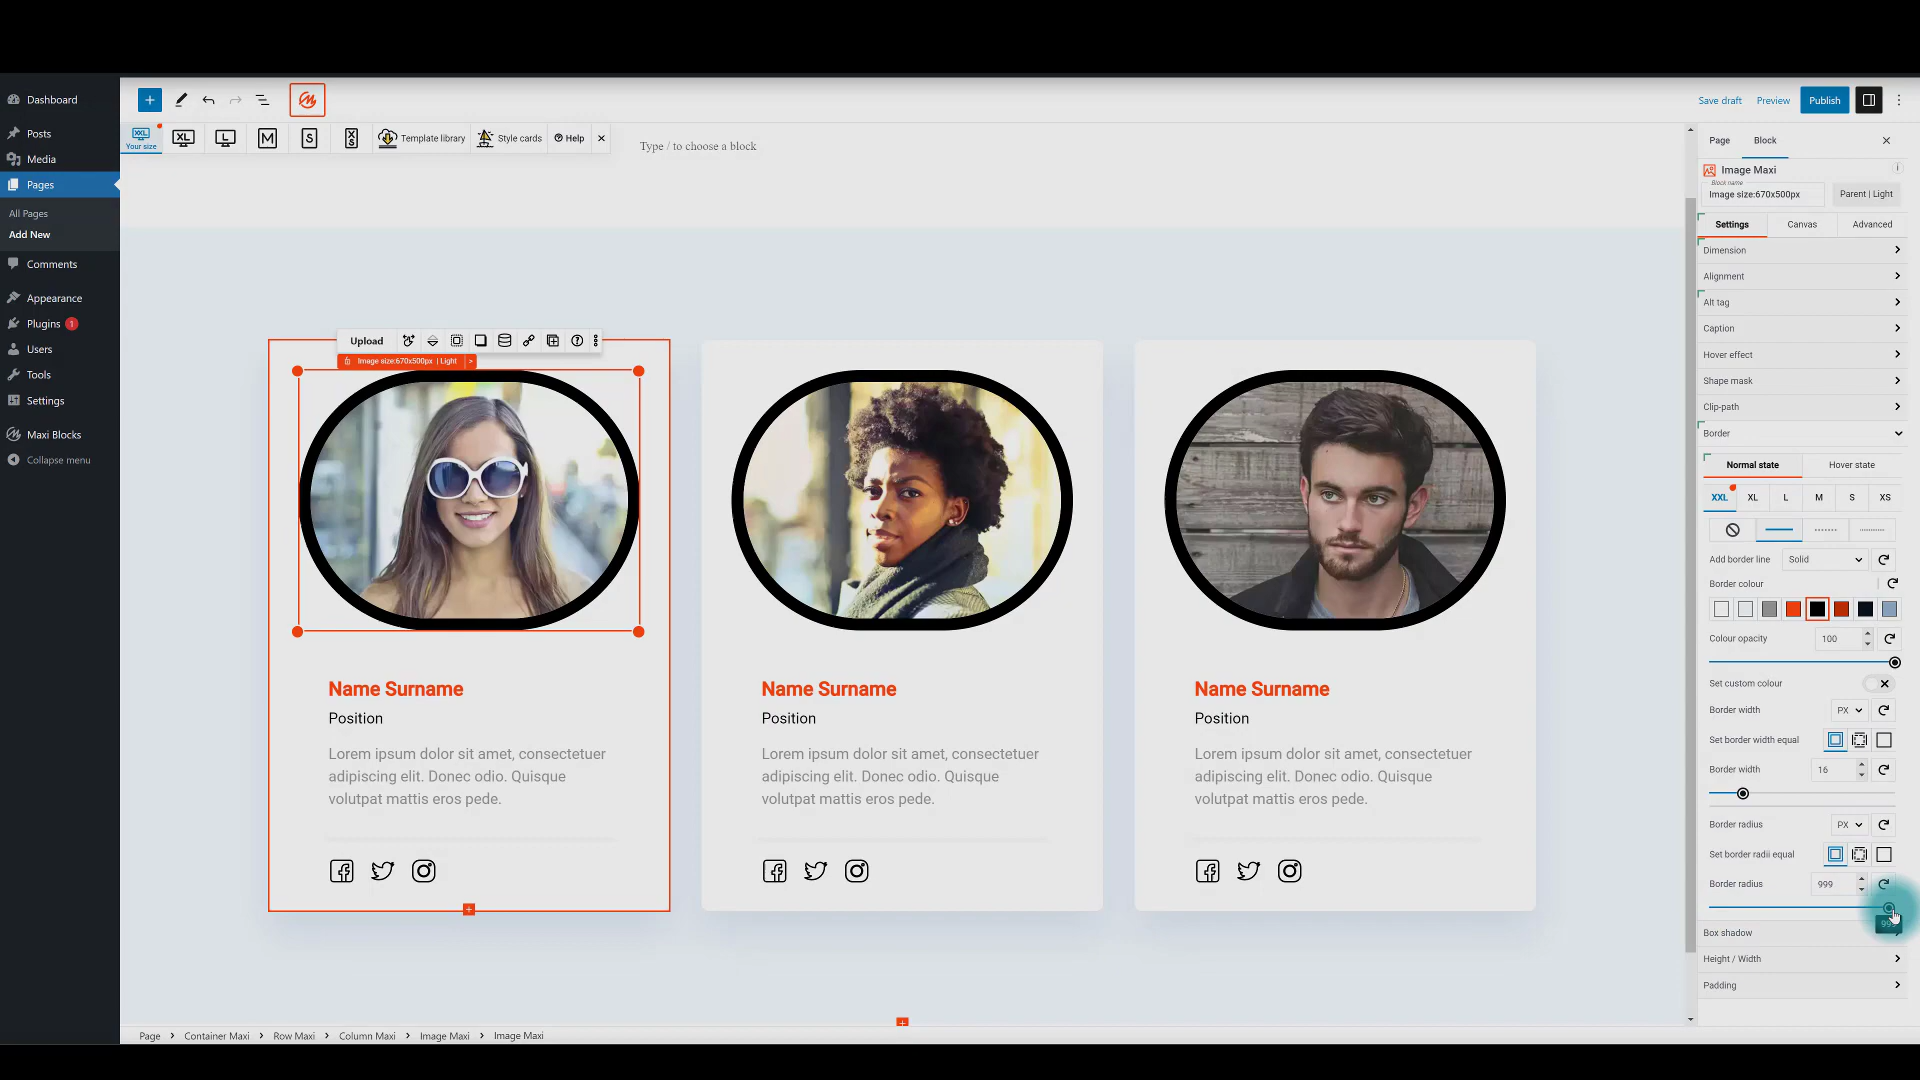 Dashboard
Posts
Media
Pages
All Pages
Add New
Comments
Appearance
Plugins 1
Users
Tools
Settings
Maxi Blocks
Collapse menu
Save draft
Preview
Publish
XXL
Your size
XL
L
M
S
XS
Template library
Style cards
Help
Type / to choose a block
Upload
Image size:670x500px | Light >
Name Surname
Position
Lorem ipsum dolor sit amet, consectetuer
adipiscing elit. Donec odio. Quisque
volutpat mattis eros pede.
Name Surname
Position
Lorem ipsum dolor sit amet, consectetuer
adipiscing elit. Donec odio. Quisque
volutpat mattis eros pede.
Name Surname
Position
Lorem ipsum dolor sit amet, consectetuer
adipiscing elit. Donec odio. Quisque
volutpat mattis eros pede.
Page > Container Maxi > Row Maxi > Column Maxi > Image Maxi > Image Maxi
Page
Block
Image Maxi
Block name
Image size:670x500px
Parent | Light
Settings
Canvas
Advanced
Dimension
Alignment
Alt tag
Caption
Hover effect
Shape mask
Clip-path
Border
Normal state
Hover state
XXL XL L M S XS
Add border line Solid
Border colour
Colour opacity 100
Set custom colour
Border width PX
Set border width equal
Border width 16
Border radius PX
Set border radii equal
Border radius 999
Box shadow
Height / Width
Padding